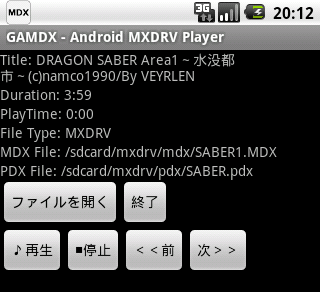 MDX 3G 20:12
GAMDX - Android MXDRV Player
Title: DRAGON SABER Area1 ~ 水没都
市 ~ (c)namco1990/By VEYRLEN
Duration: 3:59
PlayTime: 0:00
File Type: MXDRV
MDX File: /sdcard/mxdrv/mdx/SABER1.MDX
PDX File: /sdcard/mxdrv/pdx/SABER.pdx
ファイルを開く 終了
♪再生 ■停止 ＜＜前 次＞＞